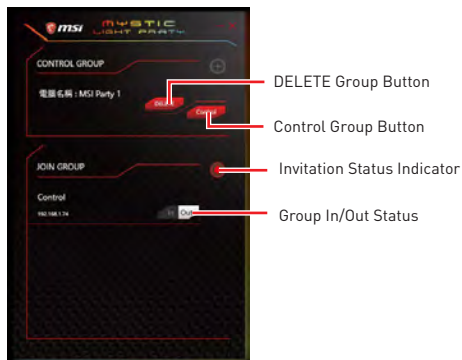 msi MYSTIC
LIGHT PARTY
CONTROL GROUP
電腦名稱 : MSI Party 1
Delete
Control
DELETE Group Button
Control Group Button
JOIN GROUP
Invitation Status Indicator
Control
192.168.1.74
In Out
Group In/Out Status